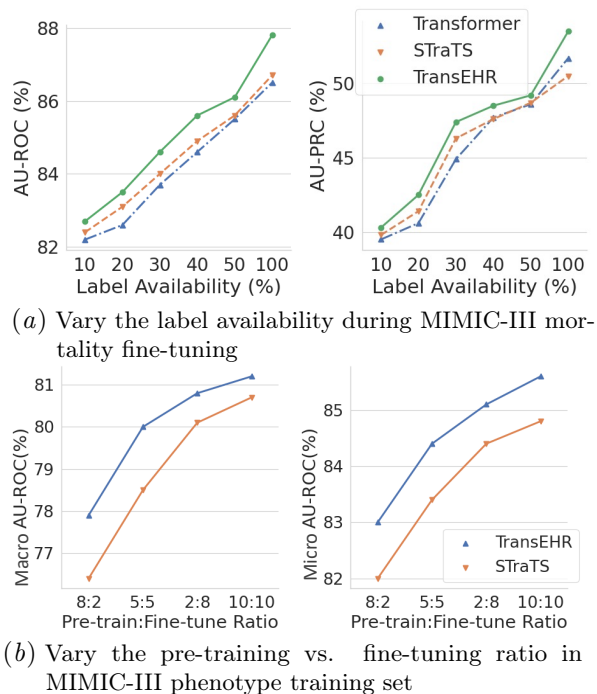 88
86
84
82
AU-ROC (%)
10 20 30 40 50 100
Label Availability (%)
Transformer
STraTS
TransEHR
50
45
40
AU-PRC (%)
10 20 30 40 50 100
Label Availability (%)
(a) Vary the label availability during MIMIC-III mor-
tality fine-tuning
81
80
79
78
77
Macro AU-ROC(%)
8:2 5:5 2:8 10:10
Pre-train:Fine-tune Ratio
85
84
83
82
Micro AU-ROC(%)
TransEHR
STraTS
8:2 5:5 2:8 10:10
Pre-train:Fine-tune Ratio
(b) Vary the pre-training vs. fine-tuning ratio in
MIMIC-III phenotype training set